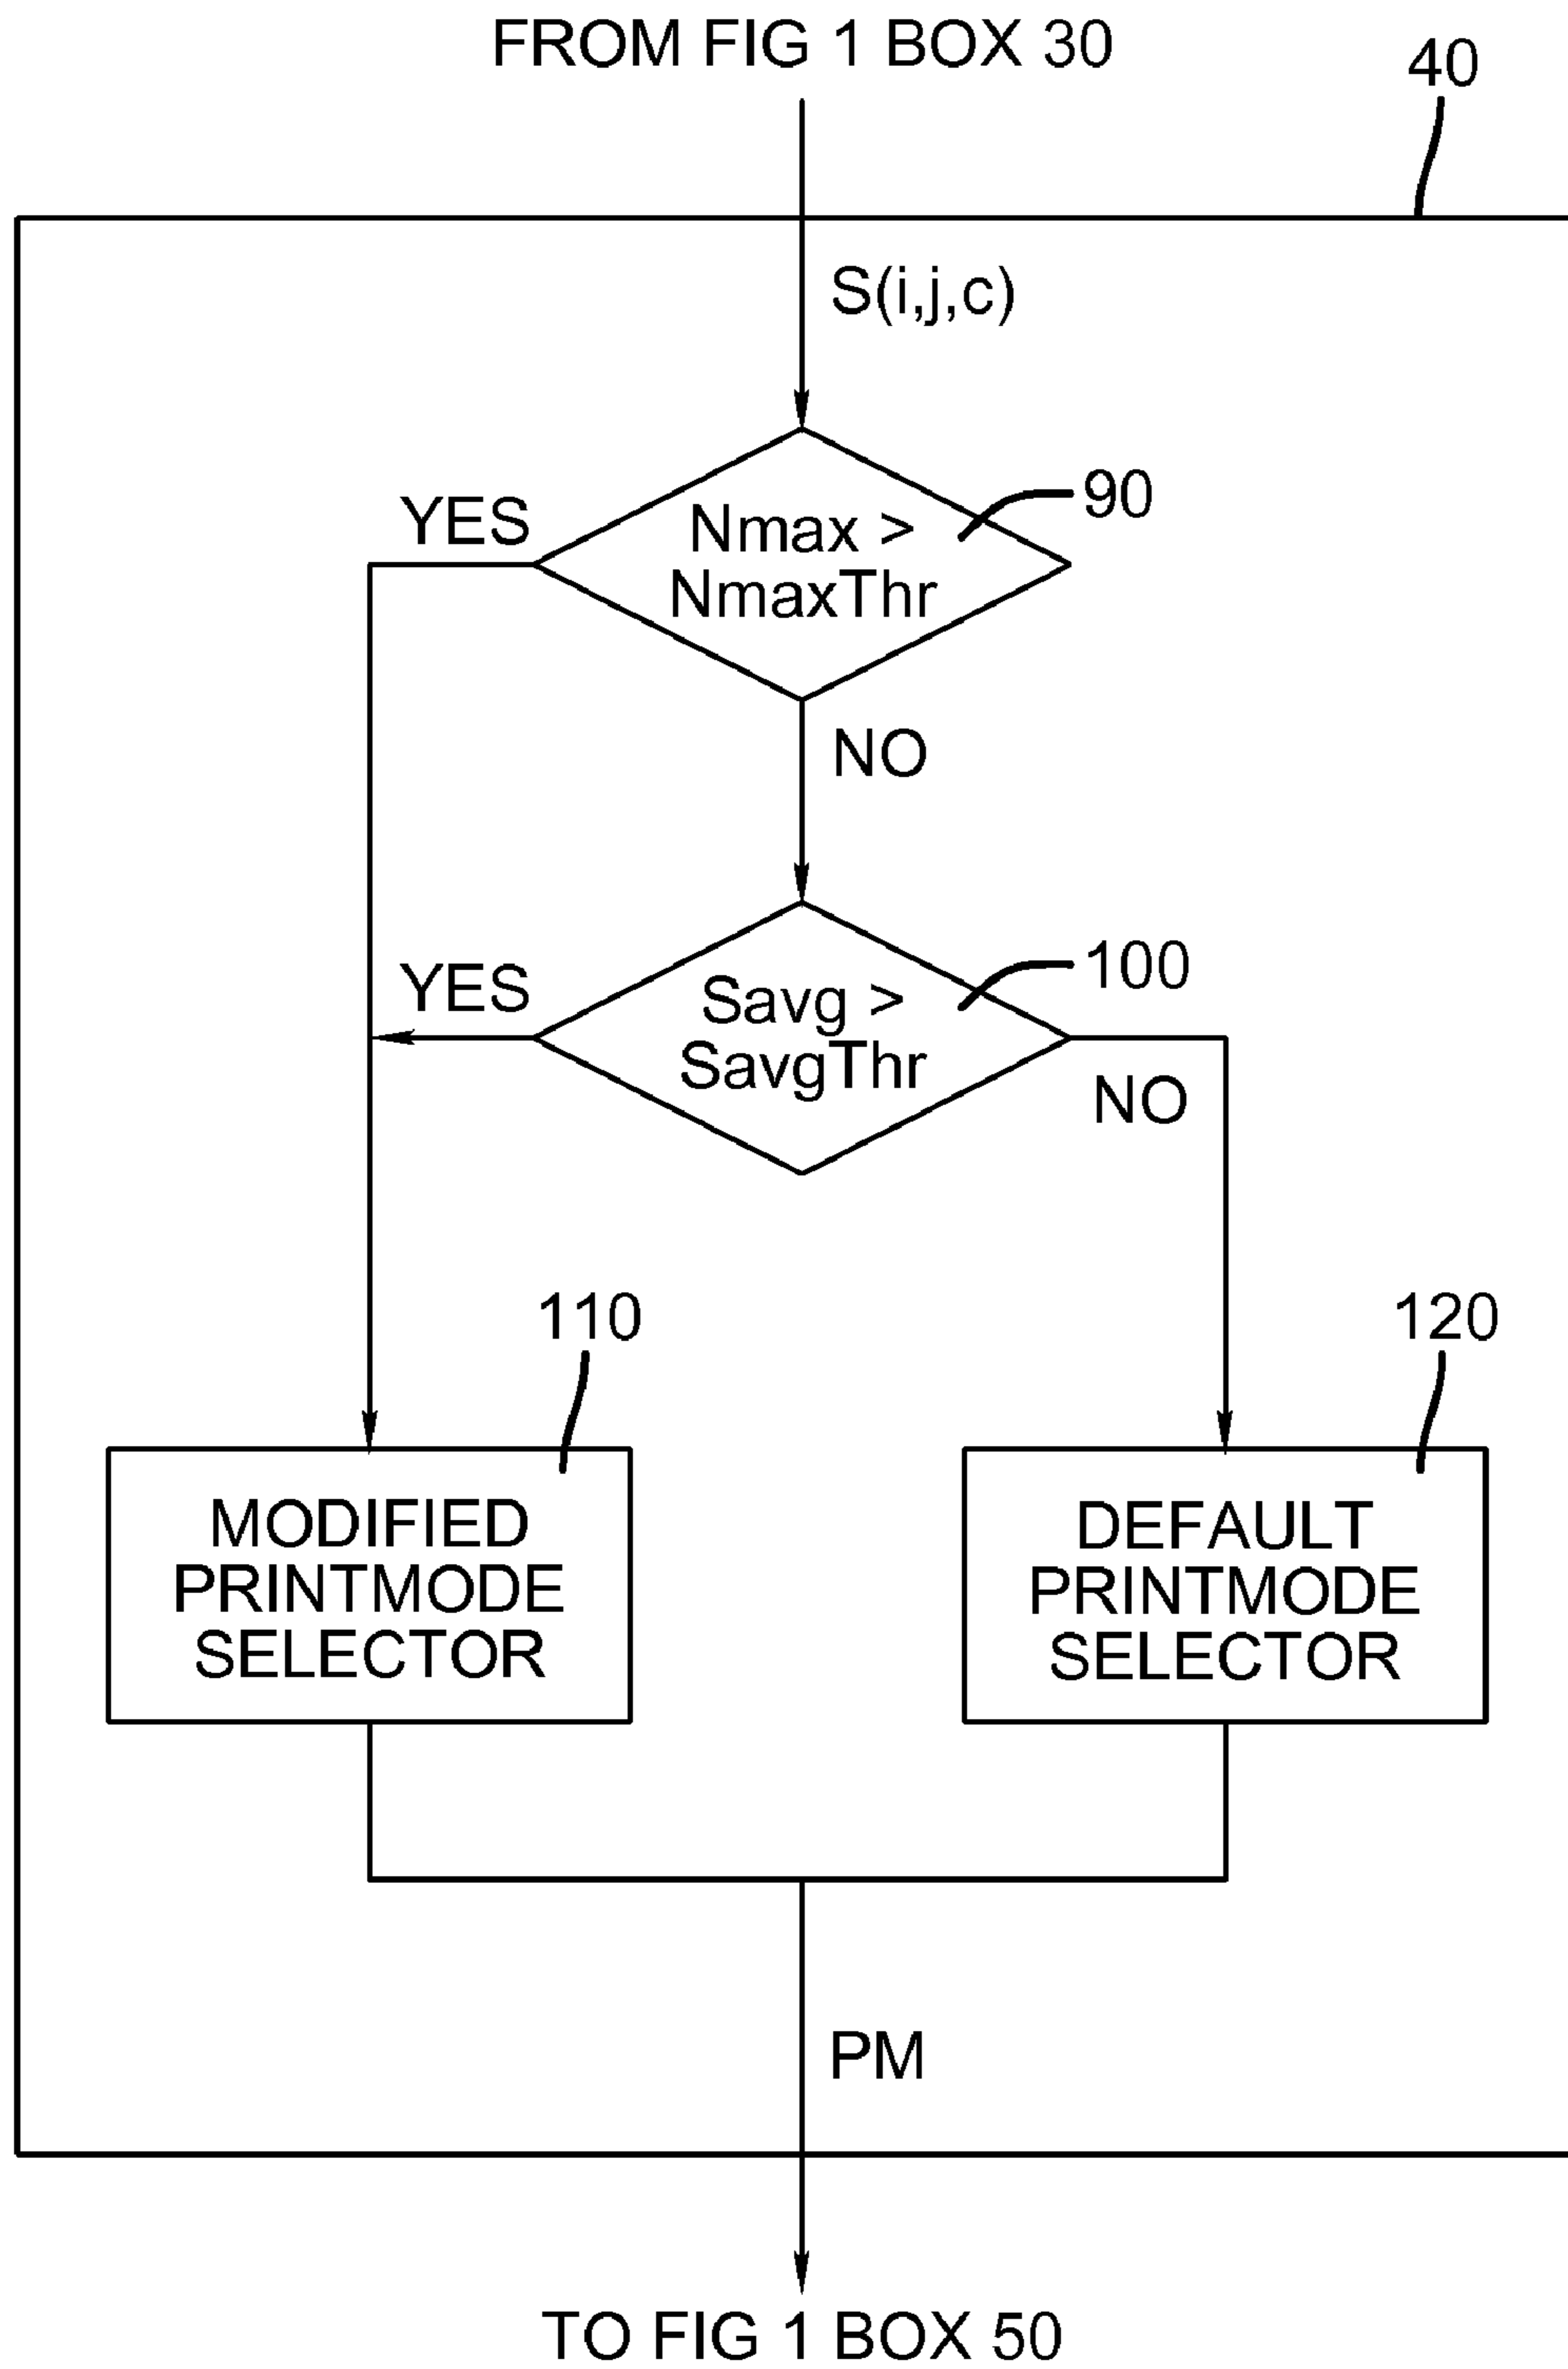 FROM FIG 1 BOX 30
40
S(i,j,c)
YES
Nmax >
NmaxThr
90
NO
YES
Savg >
SavgThr
100
NO
110
120
MODIFIED
PRINTMODE
SELECTOR
DEFAULT
PRINTMODE
SELECTOR
PM
TO FIG 1 BOX 50